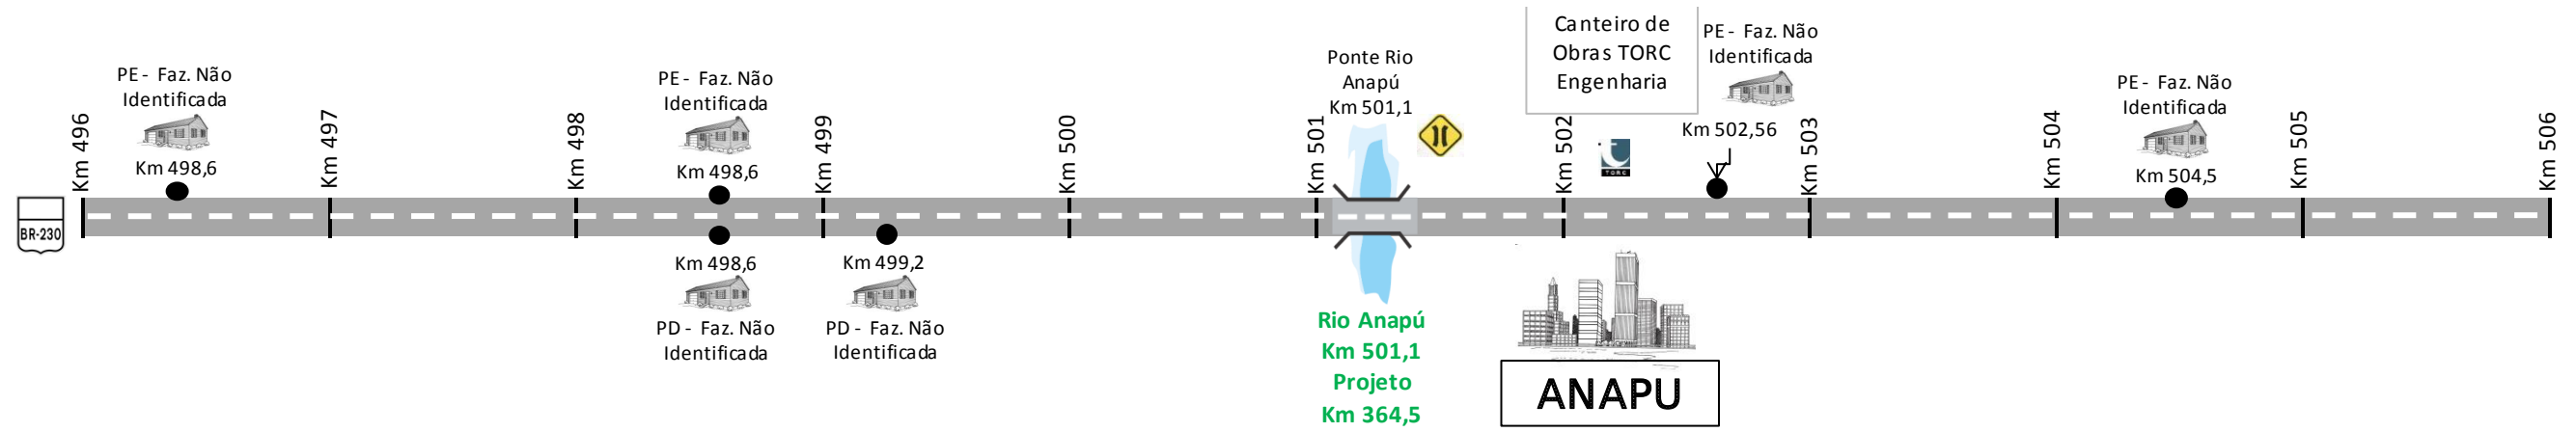 BR-230
Km 496
PE - Faz. Não
Identificada
Km 498,6
Km 497
Km 498
PE - Faz. Não
Identificada
Km 498,6
Km 498,6
PD - Faz. Não
Identificada
Km 499
Km 499,2
PD - Faz. Não
Identificada
Km 500
Km 501
Ponte Rio
Anapú
Km 501,1
Rio Anapú
Km 501,1
Projeto
Km 364,5
Canteiro de
Obras TORC
Engenharia
Km 502
TORC
ANAPU
PE - Faz. Não
Identificada
Km 502,56
Km 503
Km 504
PE - Faz. Não
Identificada
Km 504,5
Km 505
Km 506